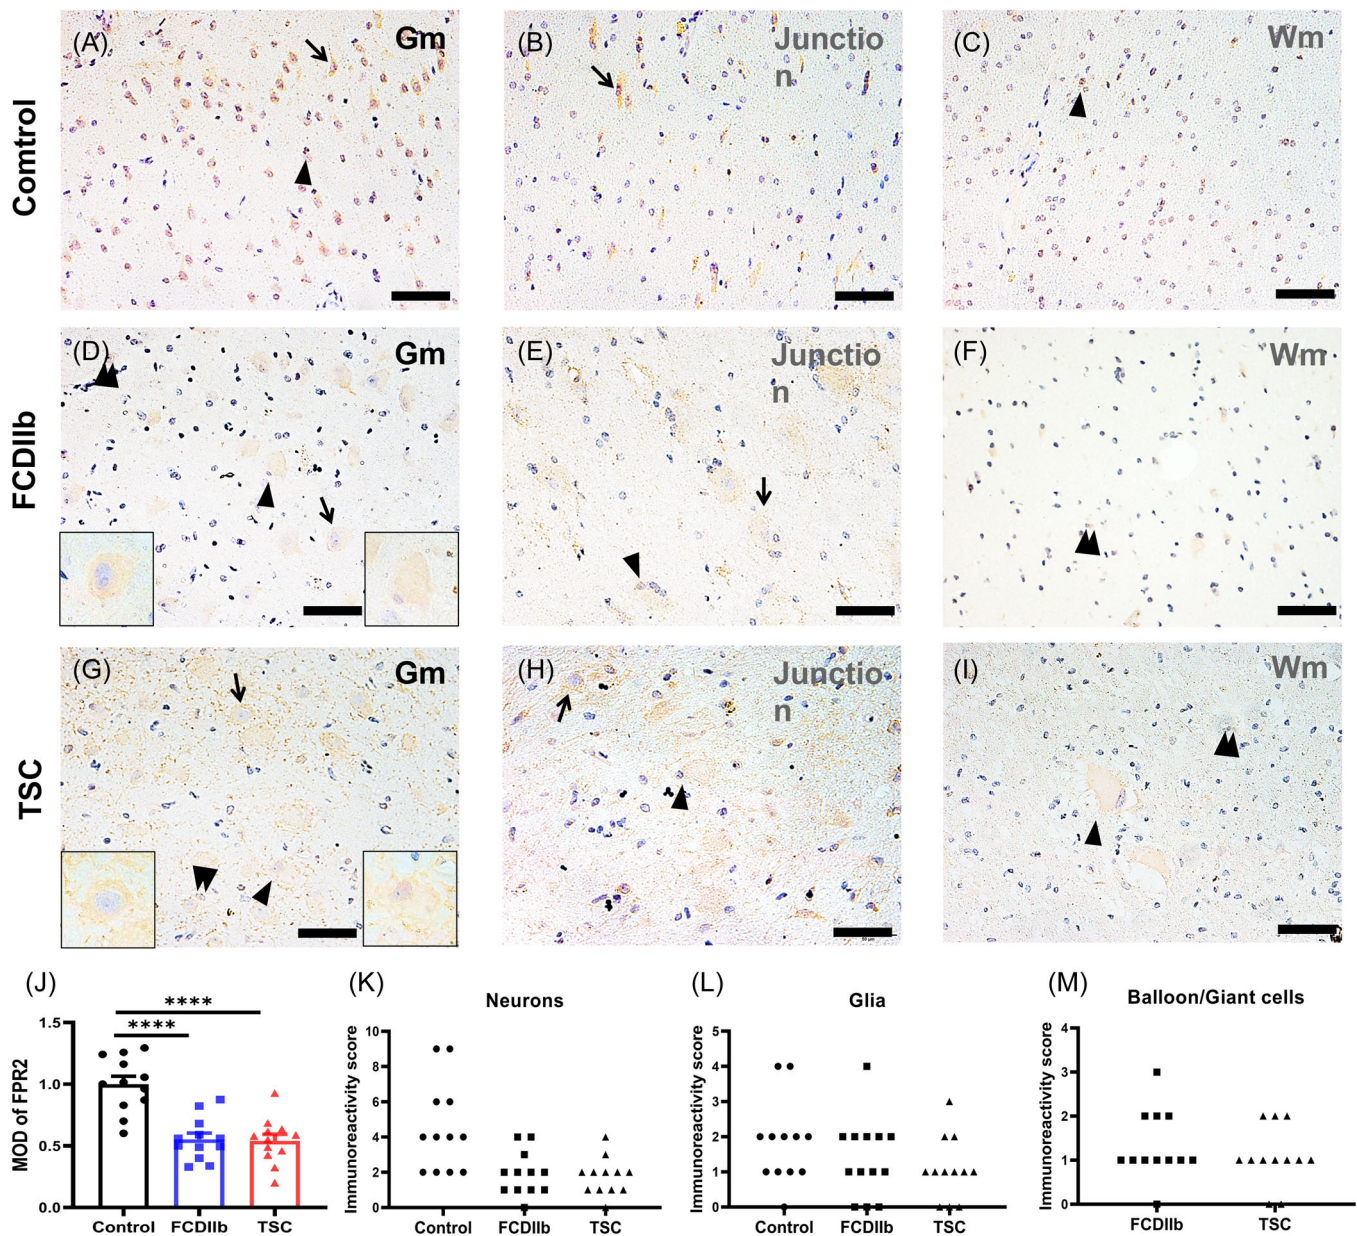 (A)
Gm
(B)
Junctio
n
(C)
Wm
Comtrol
(D)
Gm
(E)
Junctio
n
(F)
Wm
FCDIIb
(G)
Gm
(H)
Junctio
n
(I)
Wm
TSC
50 μm
(J)
****
****
MOD of FPR2
1.5
1.0
0.5
0.0
Control
FCDIIb
TSC
(K)
Neurons
Immunoreactivity score
10
8
6
4
2
0
Control
FCDIIb
TSC
(L)
Glia
Immunoreactivity score
5
4
3
2
1
0
Control
FCDIIb
TSC
(M)
Balloon/Giant cells
Immunoreactivity score
4
3
2
1
0
FCDIIb
TSC